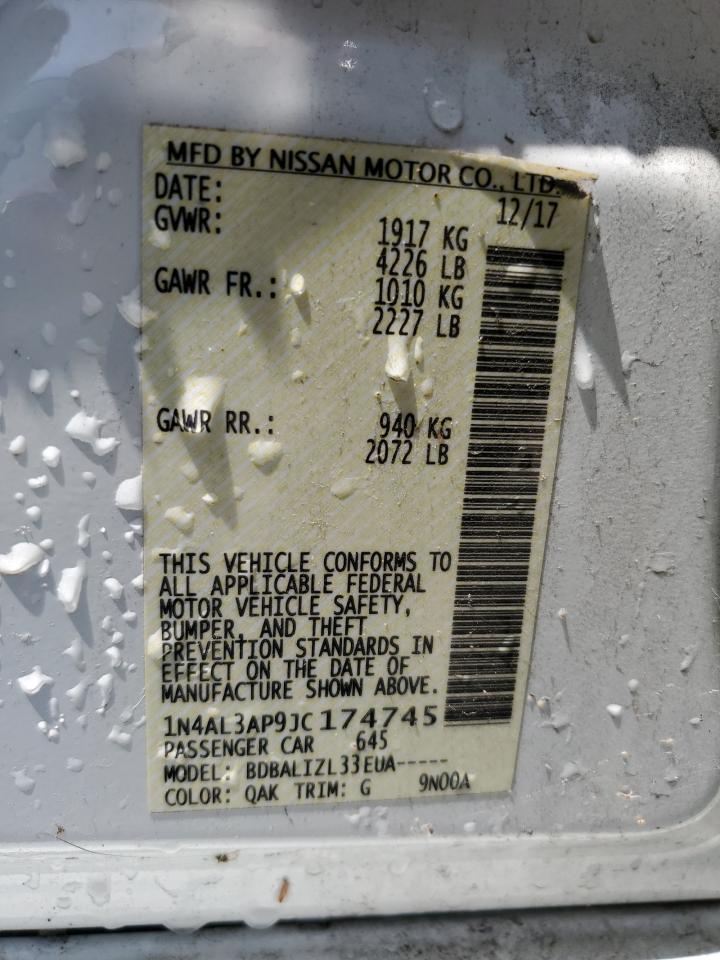 MFD BY NISSAN MOTOR CO., LTD.
DATE: 12/17
GVWR: 1917 KG
4226 LB
GAWR FR.: 1010 KG
2227 LB
GAWR RR.: 940 KG
2072 LB
THIS VEHICLE CONFORMS TO
ALL APPLICABLE FEDERAL
MOTOR VEHICLE SAFETY,
BUMPER, AND THEFT
PREVENTION STANDARDS IN
EFFECT ON THE DATE OF
MANUFACTURE SHOWN ABOVE.
1N4AL3AP9JC174745
PASSENGER CAR 645
MODEL: BDBALIZL33EUA-----
COLOR: QAK TRIM: G 9N00A